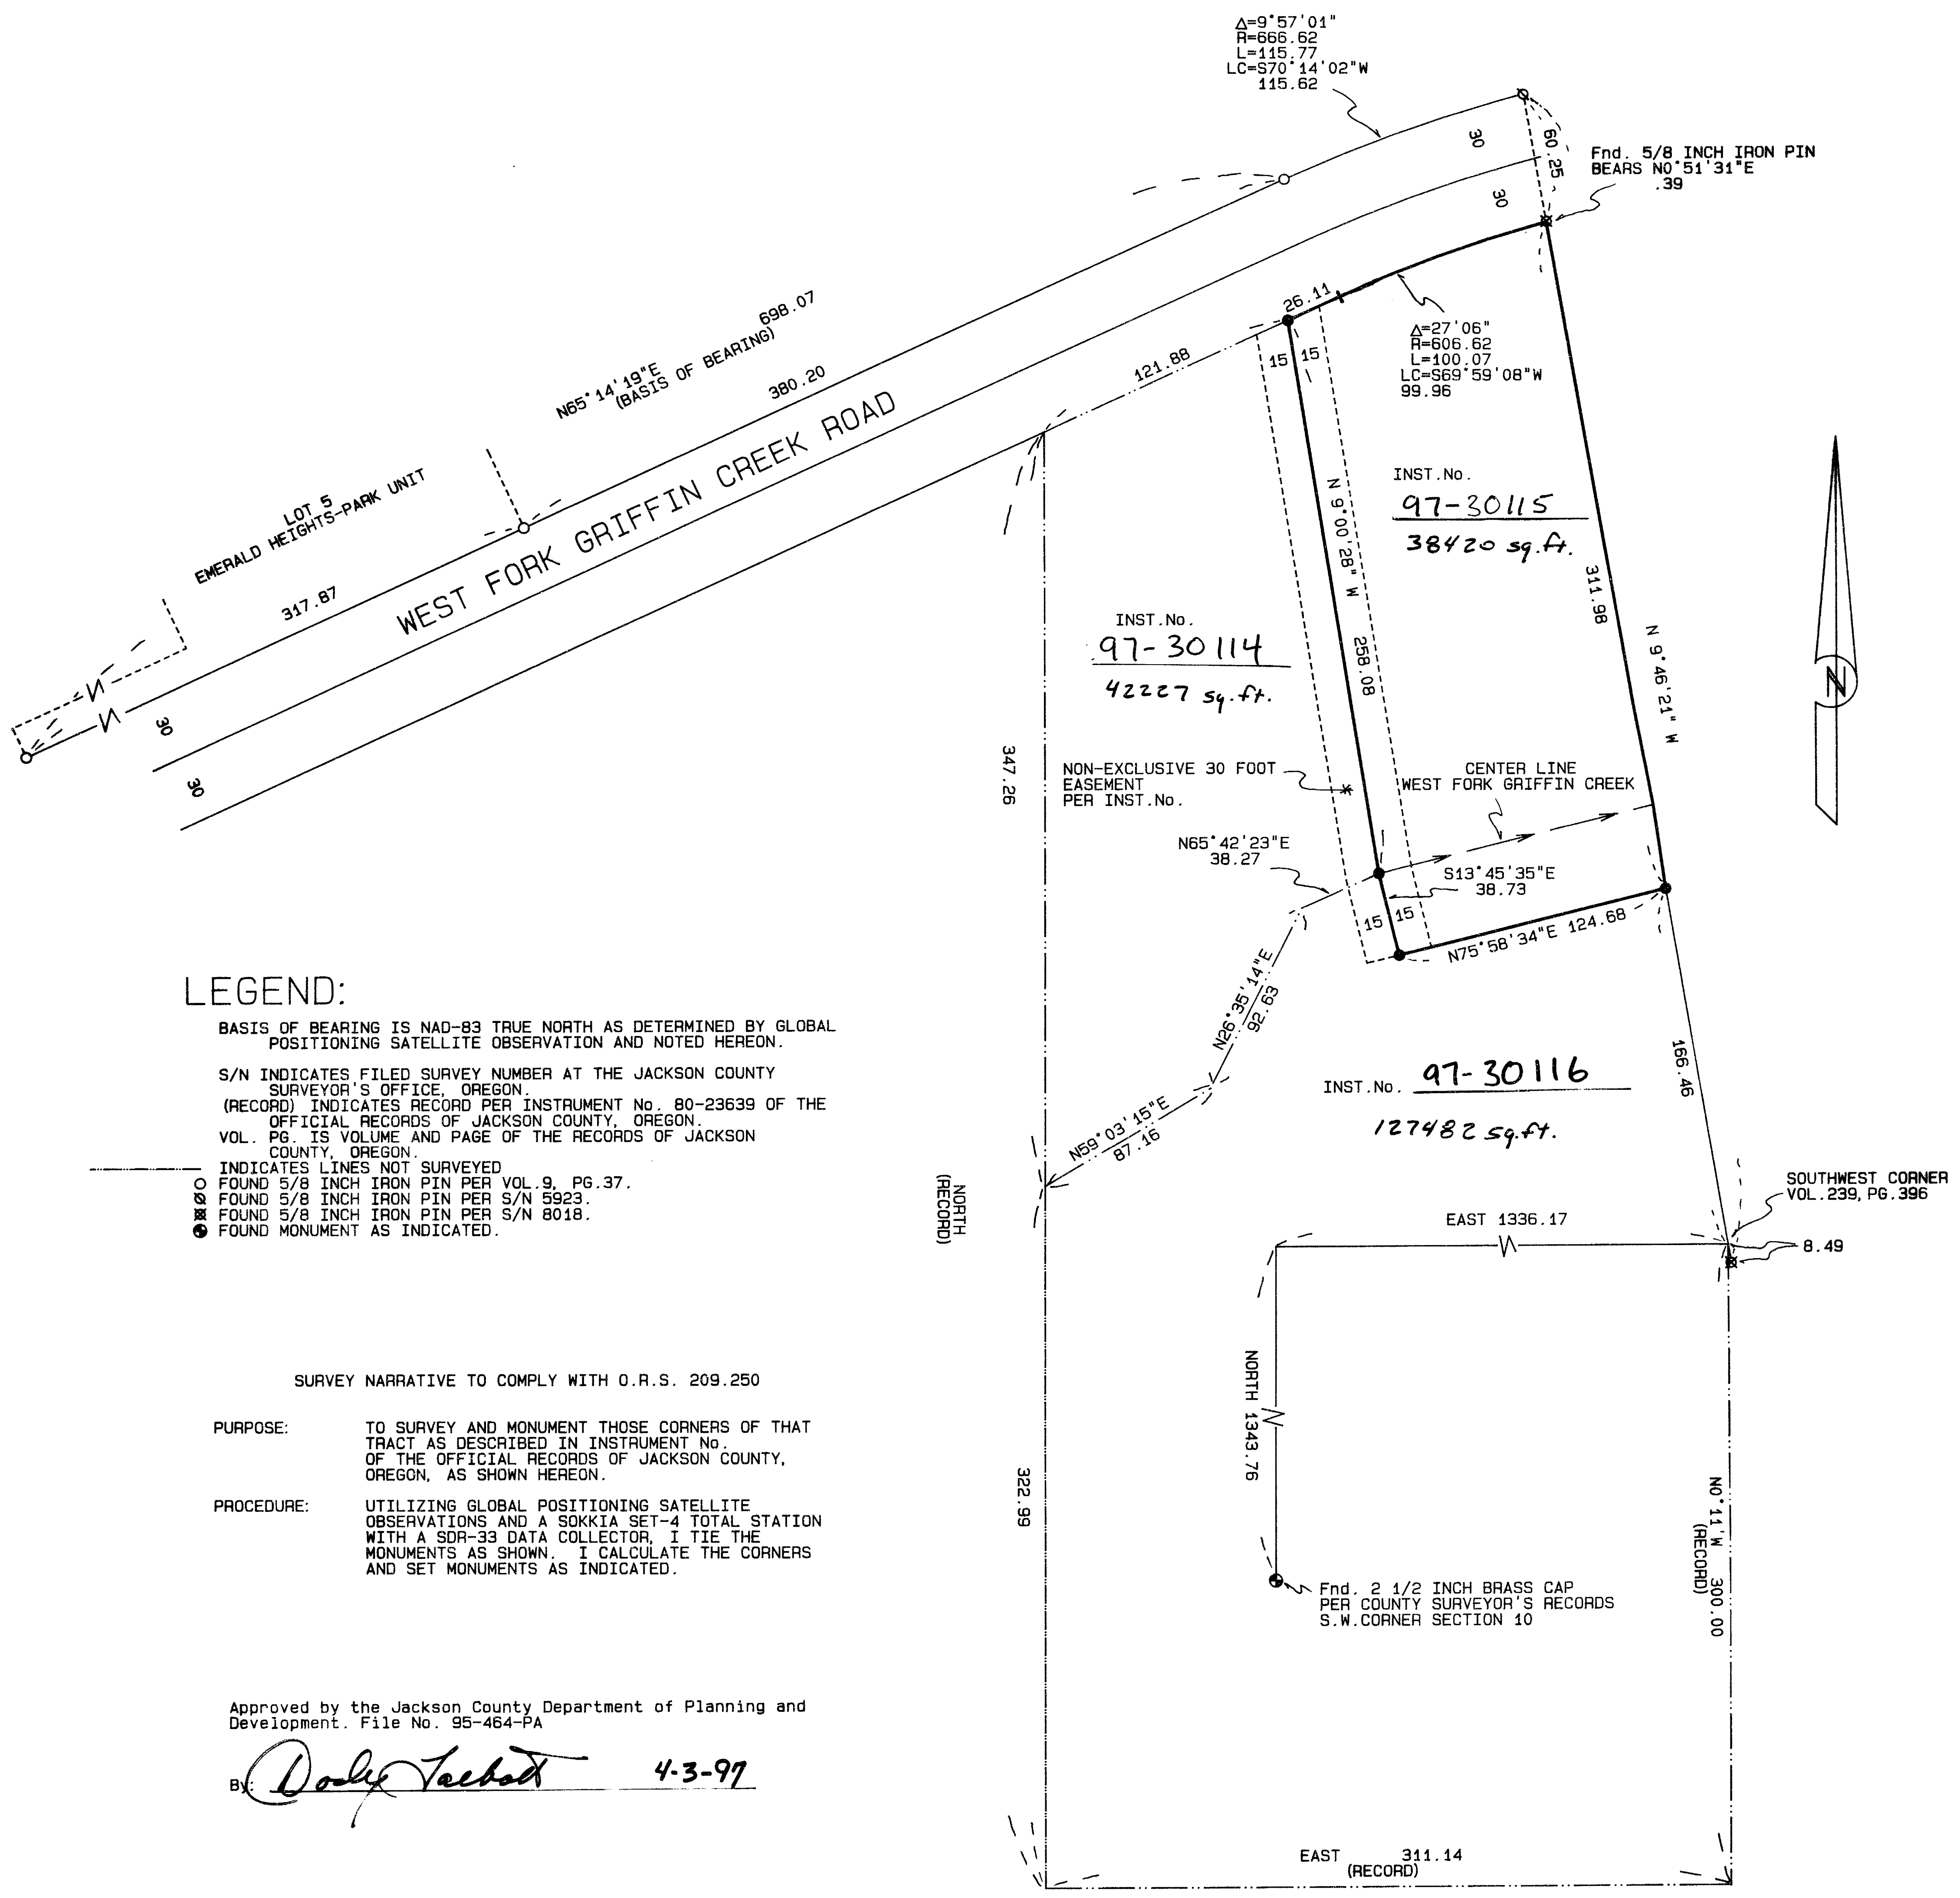 Δ=9°57'01"
R=666.62
L=115.77
LC=S70°14'02"W
115.62
30
60.25
Fnd. 5/8 INCH IRON PIN
BEARS N0°51'31"E
.39
30
26.11
Δ=27'06"
R=606.62
L=100.07
LC=S69°59'08"W
99.96
15 15
121.88
698.07
N65°14'19"E
(BASIS OF BEARING)
380.20
WEST FORK GRIFFIN CREEK ROAD
LOT 5
EMERALD HEIGHTS-PARK UNIT
317.87
30
30
INST.No.
97-30115
38420 sq.ft.
N 9°00'28" W 258.08
311.98
N 9°46'21" W
N
INST.No.
97-30114
42227 sq.ft.
347.26
NON-EXCLUSIVE 30 FOOT
EASEMENT
PER INST.No.
CENTER LINE
WEST FORK GRIFFIN CREEK
N65°42'23"E
38.27
S13°45'35"E
38.73
15 15
N75°58'34"E 124.68
N26°35'14"E
92.63
N59°03'15"E
87.16
166.46
INST.No. 97-30116
127482 sq.ft.
NORTH
(RECORD)
SOUTHWEST CORNER
VOL.239, PG.396
EAST 1336.17
8.49
NORTH 1343.76
322.99
N0°11'W 300.00
(RECORD)
Fnd. 2 1/2 INCH BRASS CAP
PER COUNTY SURVEYOR'S RECORDS
S.W.CORNER SECTION 10
EAST 311.14
(RECORD)
LEGEND:
BASIS OF BEARING IS NAD-83 TRUE NORTH AS DETERMINED BY GLOBAL
POSITIONING SATELLITE OBSERVATION AND NOTED HEREON.
S/N INDICATES FILED SURVEY NUMBER AT THE JACKSON COUNTY
SURVEYOR'S OFFICE, OREGON.
(RECORD) INDICATES RECORD PER INSTRUMENT No. 80-23639 OF THE
OFFICIAL RECORDS OF JACKSON COUNTY, OREGON.
VOL. PG. IS VOLUME AND PAGE OF THE RECORDS OF JACKSON
COUNTY, OREGON.
INDICATES LINES NOT SURVEYED
FOUND 5/8 INCH IRON PIN PER VOL.9, PG.37.
FOUND 5/8 INCH IRON PIN PER S/N 5923.
FOUND 5/8 INCH IRON PIN PER S/N 8018.
FOUND MONUMENT AS INDICATED.
SURVEY NARRATIVE TO COMPLY WITH O.R.S. 209.250
PURPOSE: TO SURVEY AND MONUMENT THOSE CORNERS OF THAT
TRACT AS DESCRIBED IN INSTRUMENT No.
OF THE OFFICIAL RECORDS OF JACKSON COUNTY,
OREGON, AS SHOWN HEREON.
PROCEDURE: UTILIZING GLOBAL POSITIONING SATELLITE
OBSERVATIONS AND A SOKKIA SET-4 TOTAL STATION
WITH A SDR-33 DATA COLLECTOR, I TIE THE
MONUMENTS AS SHOWN. I CALCULATE THE CORNERS
AND SET MONUMENTS AS INDICATED.
Approved by the Jackson County Department of Planning and
Development. File No. 95-464-PA
By: 4-3-97